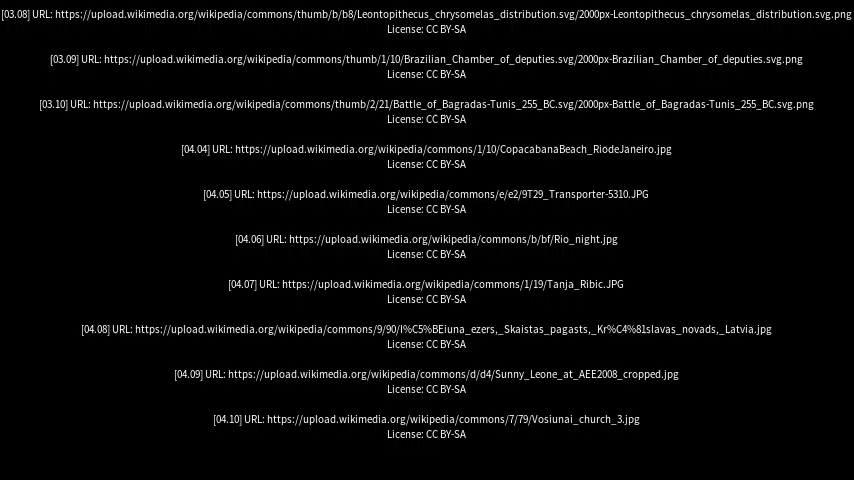 [03.08] URL: https://upload.wikimedia.org/wikipedia/commons/thumb/b/b8/Leontopithecus_chrysomelas_distribution.svg/2000px-Leontopithecus_chrysomelas_distribution.svg.png
License: CC BY-SA
[03.09] URL: https://upload.wikimedia.org/wikipedia/commons/thumb/1/10/Brazilian_Chamber_of_deputies.svg/2000px-Brazilian_Chamber_of_deputies.svg.png
License: CC BY-SA
[03.10] URL: https://upload.wikimedia.org/wikipedia/commons/thumb/2/21/Battle_of_Bagradas-Tunis_255_BC.svg/2000px-Battle_of_Bagradas-Tunis_255_BC.svg.png
License: CC BY-SA
[04.04] URL: https://upload.wikimedia.org/wikipedia/commons/1/10/CopacabanaBeach_RiodeJaneiro.jpg
License: CC BY-SA
[04.05] URL: https://upload.wikimedia.org/wikipedia/commons/e/e2/9T29_Transporter-5310.JPG
License: CC BY-SA
[04.06] URL: https://upload.wikimedia.org/wikipedia/commons/b/bf/Rio_night.jpg
License: CC BY-SA
[04.07] URL: https://upload.wikimedia.org/wikipedia/commons/1/19/Tanja_Ribic.JPG
License: CC BY-SA
[04.08] URL: https://upload.wikimedia.org/wikipedia/commons/9/90/I%C5%BEiuna_ezers,_Skaistas_pagasts,_Kr%C4%81slavas_novads,_Latvia.jpg
License: CC BY-SA
[04.09] URL: https://upload.wikimedia.org/wikipedia/commons/d/d4/Sunny_Leone_at_AEE2008_cropped.jpg
License: CC BY-SA
[04.10] URL: https://upload.wikimedia.org/wikipedia/commons/7/79/Vosiunai_church_3.jpg
License: CC BY-SA